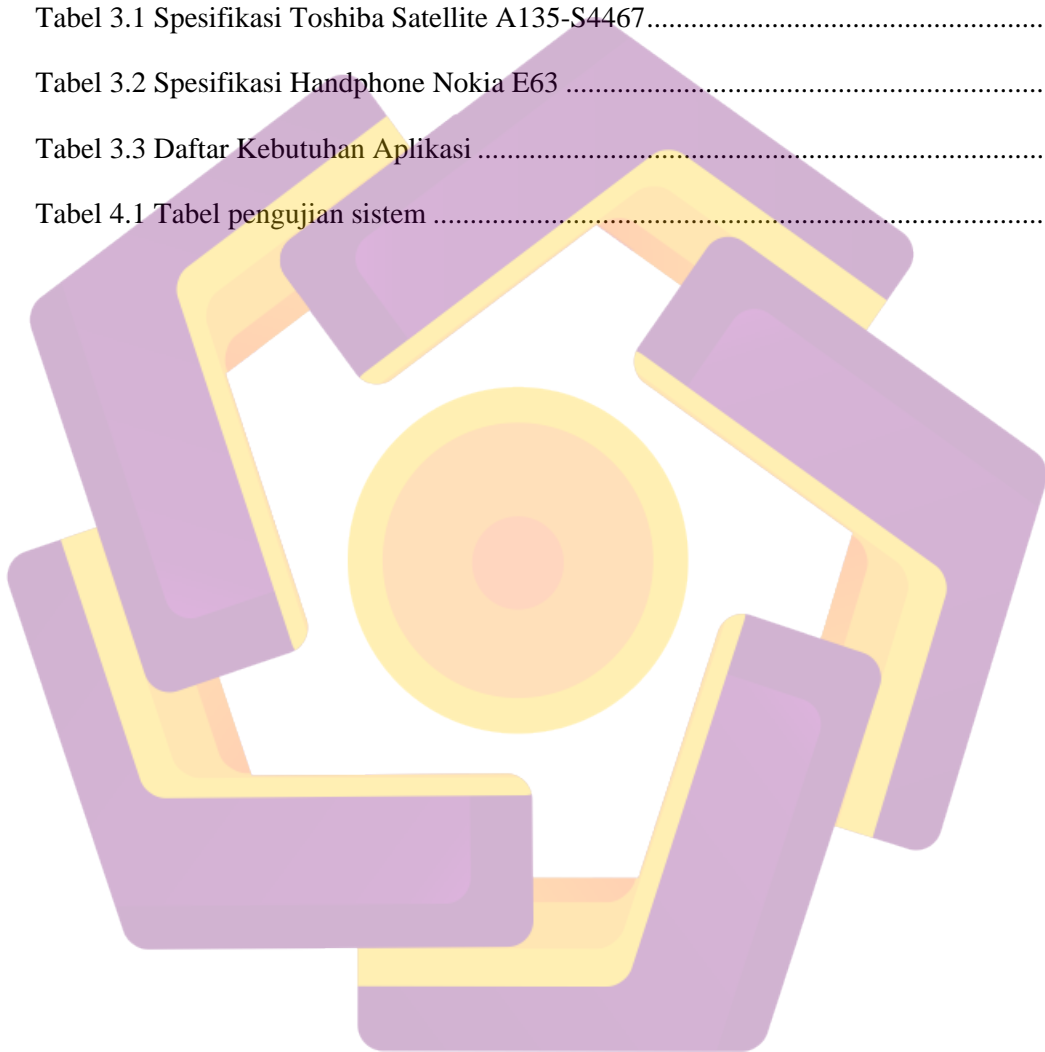 Tabel 3.1 Spesifikasi Toshiba Satellite A135-S4467.....................................................
Tabel 3.2 Spesifikasi Handphone Nokia E63 ................................................................
Tabel 3.3 Daftar Kebutuhan Aplikasi ............................................................................
Tabel 4.1 Tabel pengujian sistem ..................................................................................